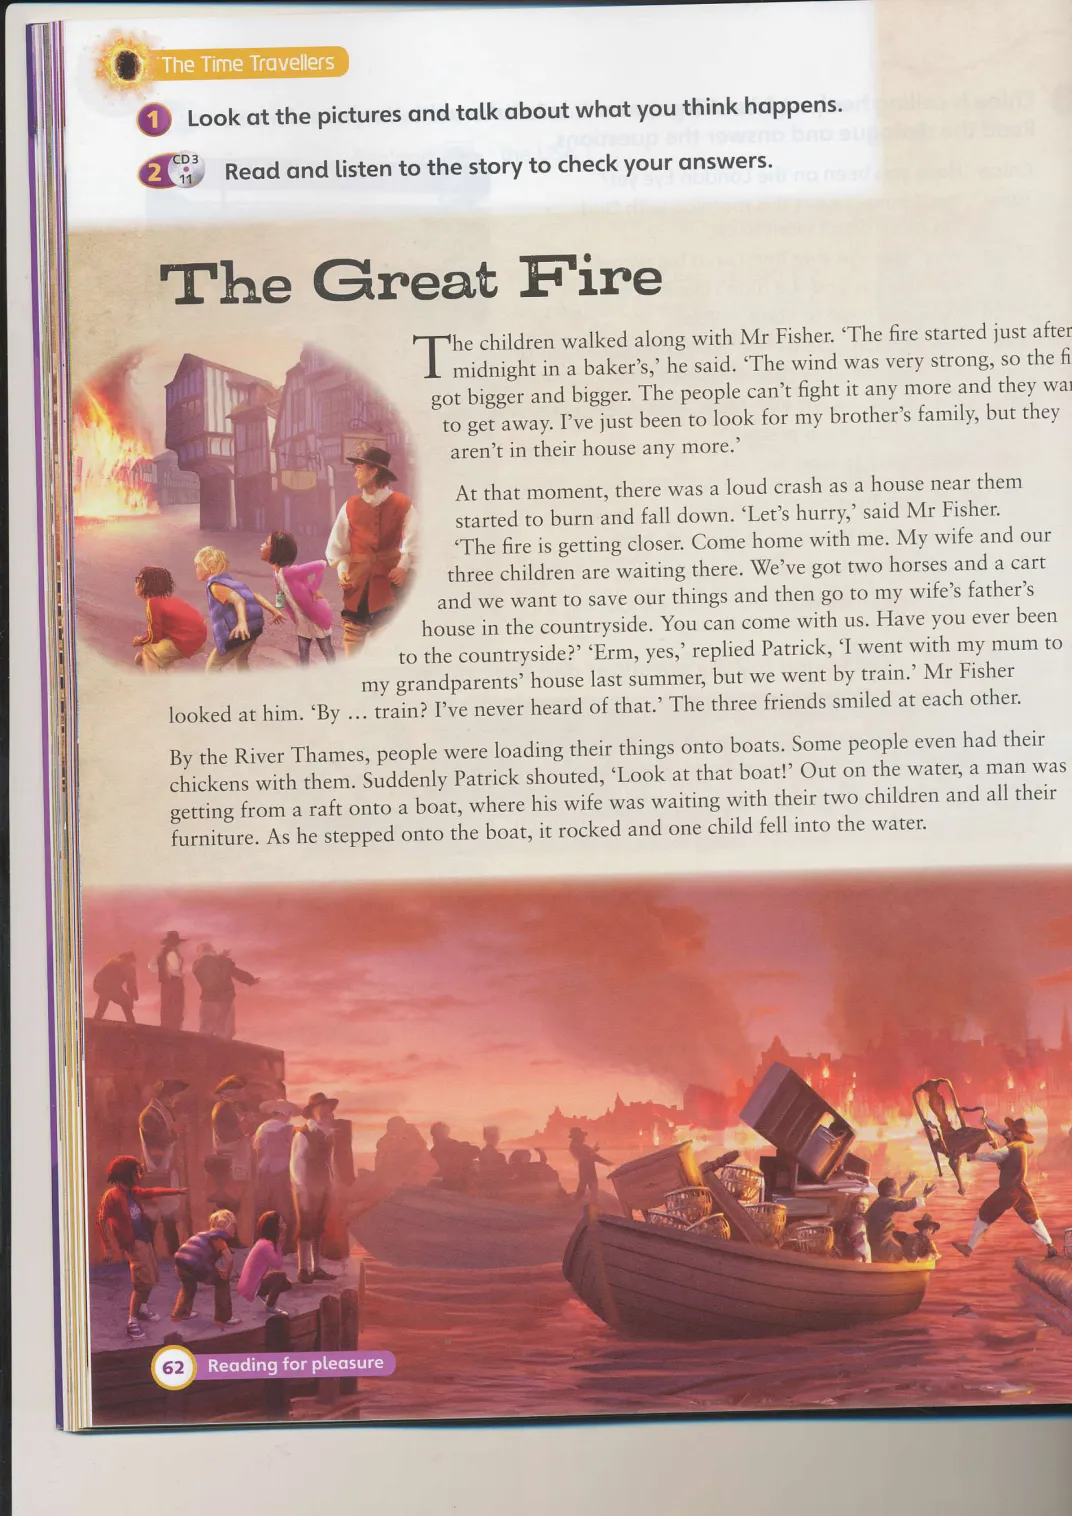 The Time Travellers
1 Look at the pictures and talk about what you think happens.
2 CD3 11 Read and listen to the story to check your answers.
The Great Fire
The children walked along with Mr Fisher. ‘The fire started just after
midnight in a baker’s,’ he said. ‘The wind was very strong, so the fi
got bigger and bigger. The people can’t fight it any more and they wa
to get away. I’ve just been to look for my brother’s family, but they
aren’t in their house any more.’
At that moment, there was a loud crash as a house near them
started to burn and fall down. ‘Let’s hurry,’ said Mr Fisher.
‘The fire is getting closer. Come home with me. My wife and our
three children are waiting there. We’ve got two horses and a cart
and we want to save our things and then go to my wife’s father’s
house in the countryside. You can come with us. Have you ever been
to the countryside?’ ‘Erm, yes,’ replied Patrick, ‘I went with my mum to
my grandparents’ house last summer, but we went by train.’ Mr Fisher
looked at him. ‘By … train? I’ve never heard of that.’ The three friends smiled at each other.
By the River Thames, people were loading their things onto boats. Some people even had their
chickens with them. Suddenly Patrick shouted, ‘Look at that boat!’ Out on the water, a man was
getting from a raft onto a boat, where his wife was waiting with their two children and all their
furniture. As he stepped onto the boat, it rocked and one child fell into the water.
62 Reading for pleasure